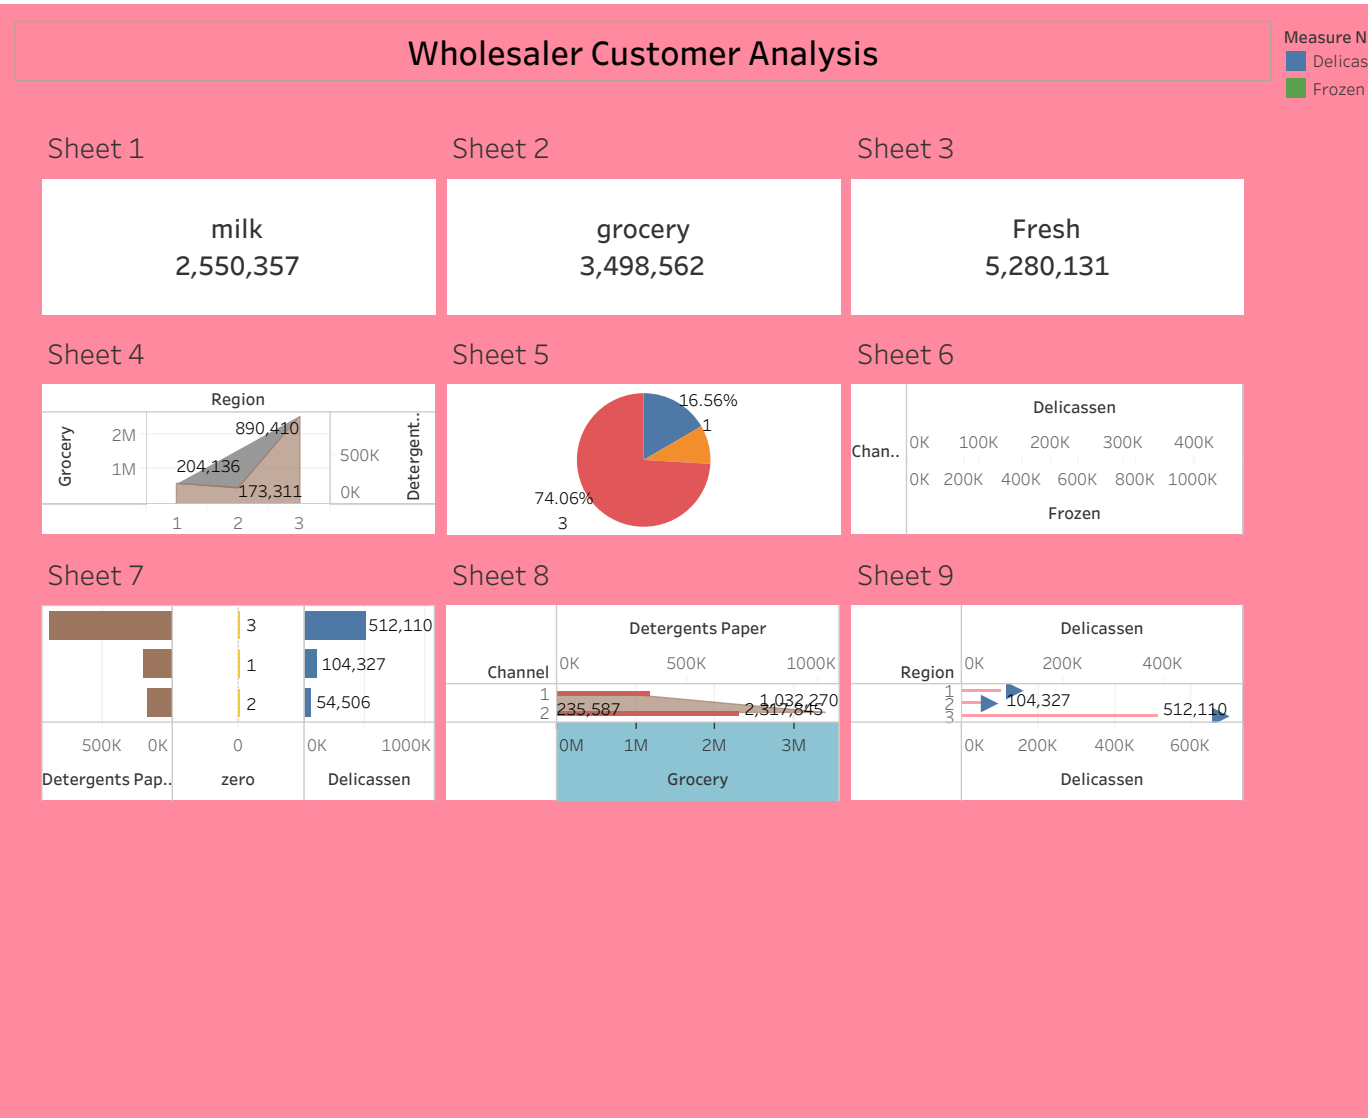 Wholesaler Customer Analysis
Measure N
Delicas
Frozen
Sheet 1
Sheet 2
Sheet 3
milk
2,550,357
grocery
3,498,562
Fresh
5,280,131
Sheet 4
Sheet 5
Sheet 6
Region
Grocery
2M
1M
890,410
204,136
173,311
500K
0K
Detergent..
1 2 3
16.56%
1
74.06%
3
Delicassen
0K 100K 200K 300K 400K
Chan..
0K 200K 400K 600K 800K 1000K
Frozen
Sheet 7
Sheet 8
Sheet 9
3 512,110
1 104,327
2 54,506
500K 0K 0 0K 1000K
Detergents Pap.. zero Delicassen
Detergents Paper
Channel 0K 500K 1000K
1 1,032,270
2 235,587 2,317,845
0M 1M 2M 3M
Grocery
Delicassen
Region 0K 200K 400K
1
2 104,327
3 512,110
0K 200K 400K 600K
Delicassen